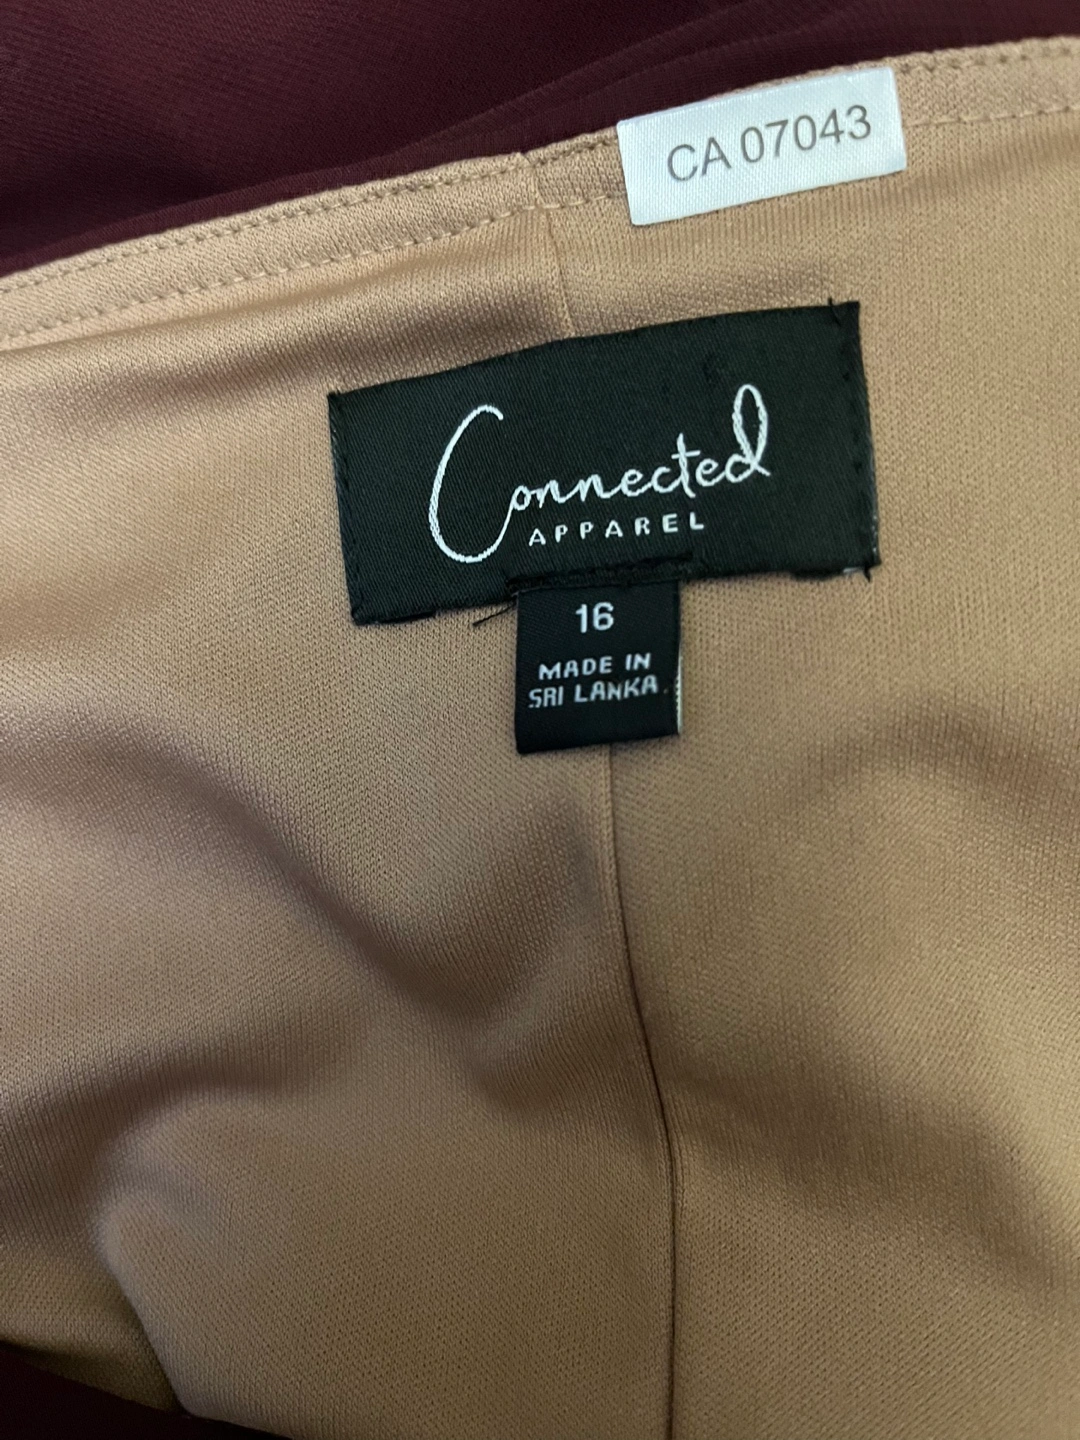 CA 07043
Connected
APPAREL
16
MADE IN
SRI LANKA